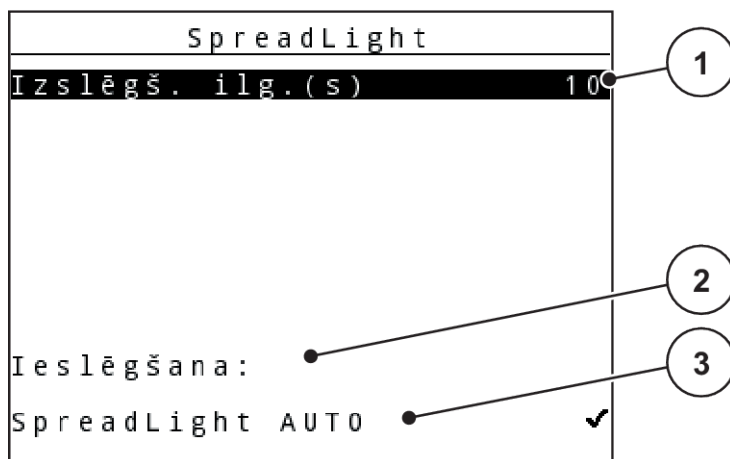 SpreadLight
Izslēgš. ilg.(s) 10
1
2
Ieslēgšana:
3
SpreadLight AUTO ✓